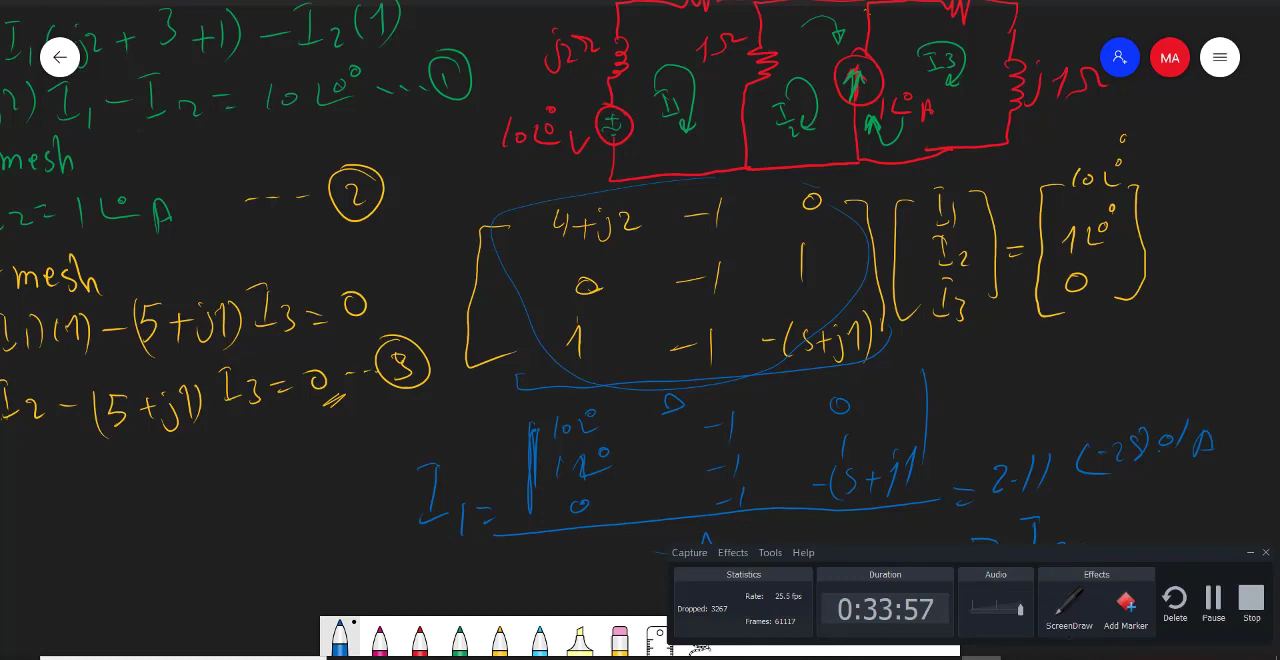 I₁(j2 + 3 + 1) - I₂(1)
2) I₁ - I₂ = 10∠0° ---- 1
mesh
2 = 1∠0° A ---- 2
mesh
I₁)(1) - (5+j1) I₃ = 0
I₂ - (5+j1) I₃ = 0 --- 3
j2Ω 1Ω j1Ω
10∠0° V 1∠0° A
I₁ I₂ I3
4+j2 -1 0
0 -1 1
1 -1 -(5+j1)
I₁
I₂
I₃
=
10∠0°
1∠0°
0
D
10∠0° -1 0
1∠0° -1 1
0 -1 -(5+j1)
I₁ =
= 2.11
A
MA
Capture Effects Tools Help
Statistics
Dropped: 3267
Rate: 25.5 fps
Frames: 61117
Duration
0:33:57
Audio
Effects
ScreenDraw
Add Marker
Delete
Pause
Stop